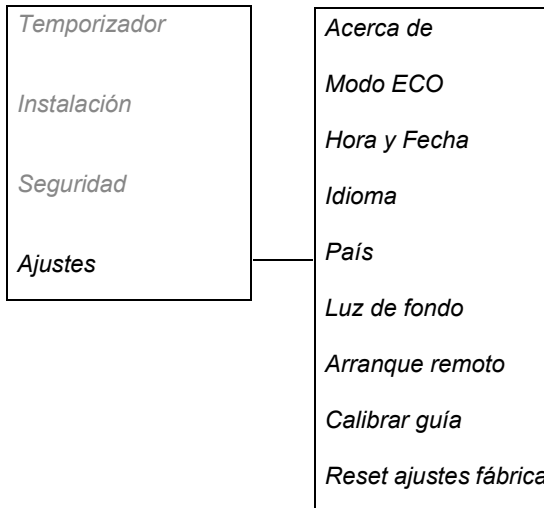 Temporizador
Instalación
Seguridad
Ajustes
Acerca de
Modo ECO
Hora y Fecha
Idioma
País
Luz de fondo
Arranque remoto
Calibrar guía
Reset ajustes fábrica